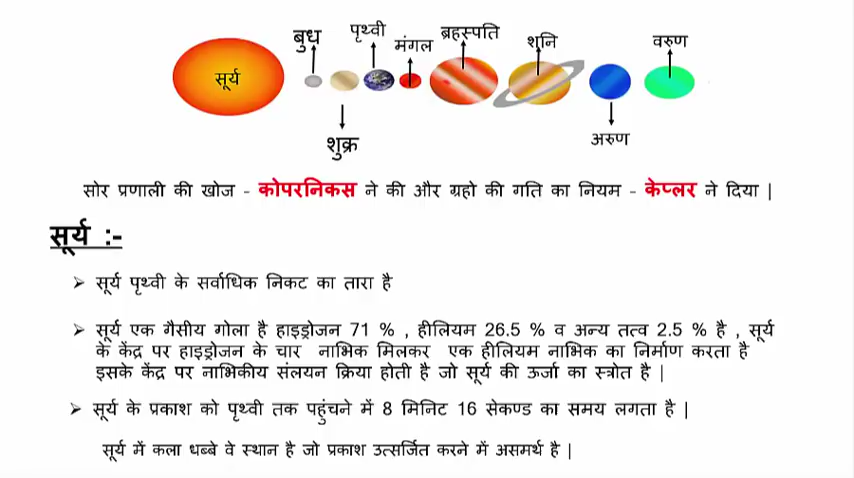 बुध
पृथ्वी
मंगल
ब्रहस्पति
शनि
वरुण
सूर्य
शुक्र
अरुण
सोर प्रणाली की खोज - कोपरनिकस ने की और ग्रहो की गति का नियम - केप्लर ने दिया |
सूर्य :-
➢ सूर्य पृथ्वी के सर्वाधिक निकट का तारा है
➢ सूर्य एक गैसीय गोला है हाइड्रोजन 71 % , हीलियम 26.5 % व अन्य तत्व 2.5 % है , सूर्य
के केंद्र पर हाइड्रोजन के चार नाभिक मिलकर एक हीलियम नाभिक का निर्माण करता है
इसके केंद्र पर नाभिकीय संलयन क्रिया होती है जो सूर्य की ऊर्जा का स्त्रोत है |
➢ सूर्य के प्रकाश को पृथ्वी तक पहुंचने में 8 मिनिट 16 सेकण्ड का समय लगता है |
सूर्य में कला धब्बे वे स्थान है जो प्रकाश उत्सर्जित करने में असमर्थ है |